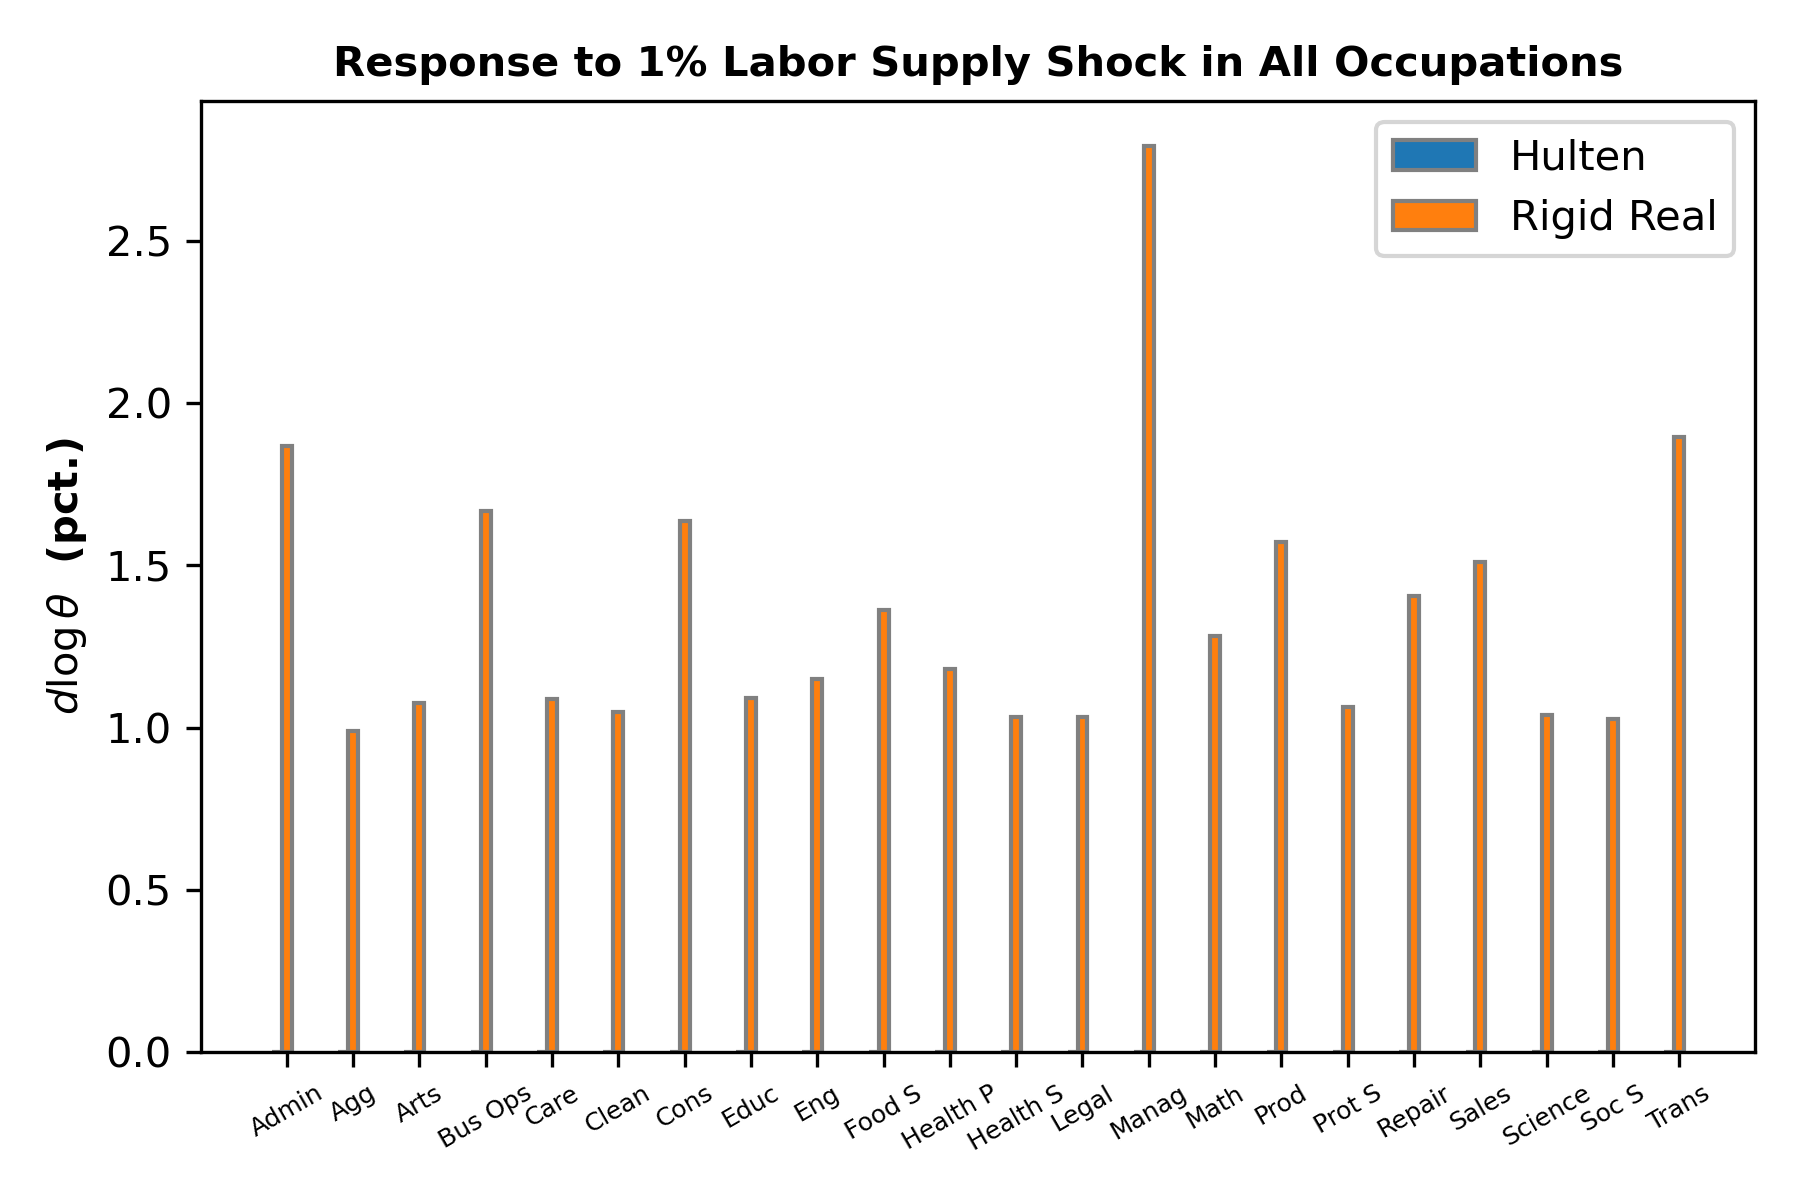 Response to 1% Labor Supply Shock in All Occupations
Hulten
Rigid Real
d log θ (pct.)
2.5
2.0
1.5
1.0
0.5
0.0
Admin Agg Arts Bus Ops Care Clean Cons Educ Eng Food S Health P Health S Legal Manag Math Prod Prot S Repair Sales Science Soc S Trans